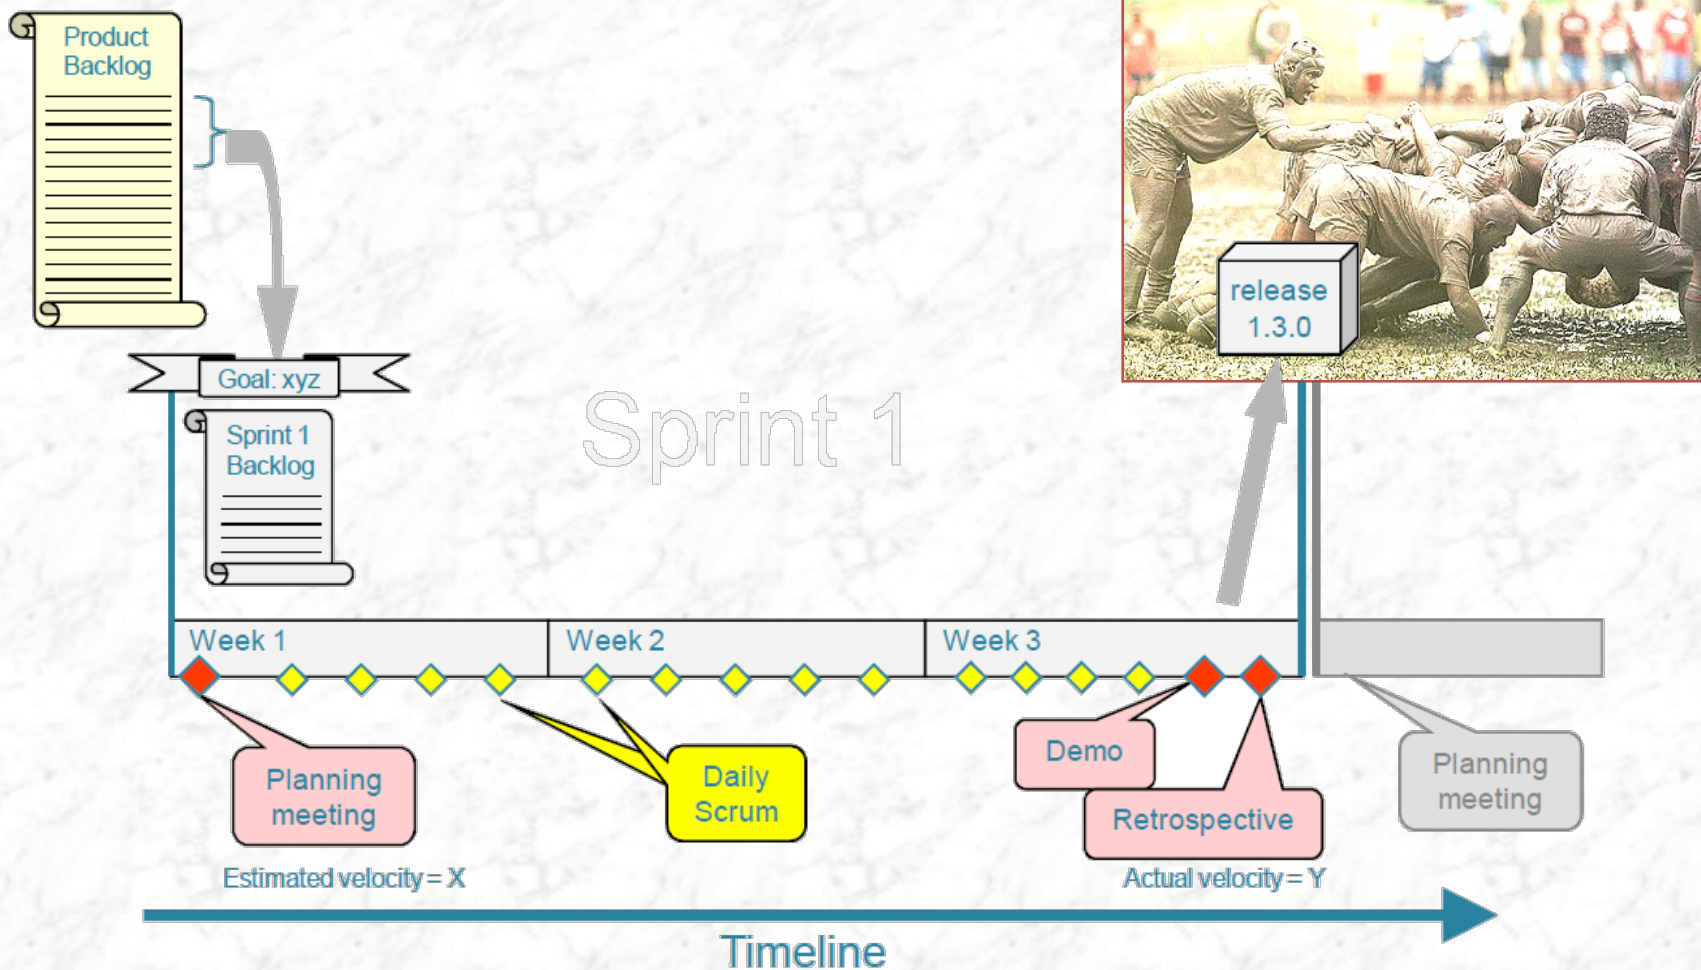 Product
Backlog
release
1.3.0
Goal: xyz
Sprint 1
Sprint 1
Backlog
Week 1
Week 2
Week 3
Planning
meeting
Daily
Scrum
Demo
Retrospective
Planning
meeting
Estimated velocity = X
Actual velocity = Y
Timeline